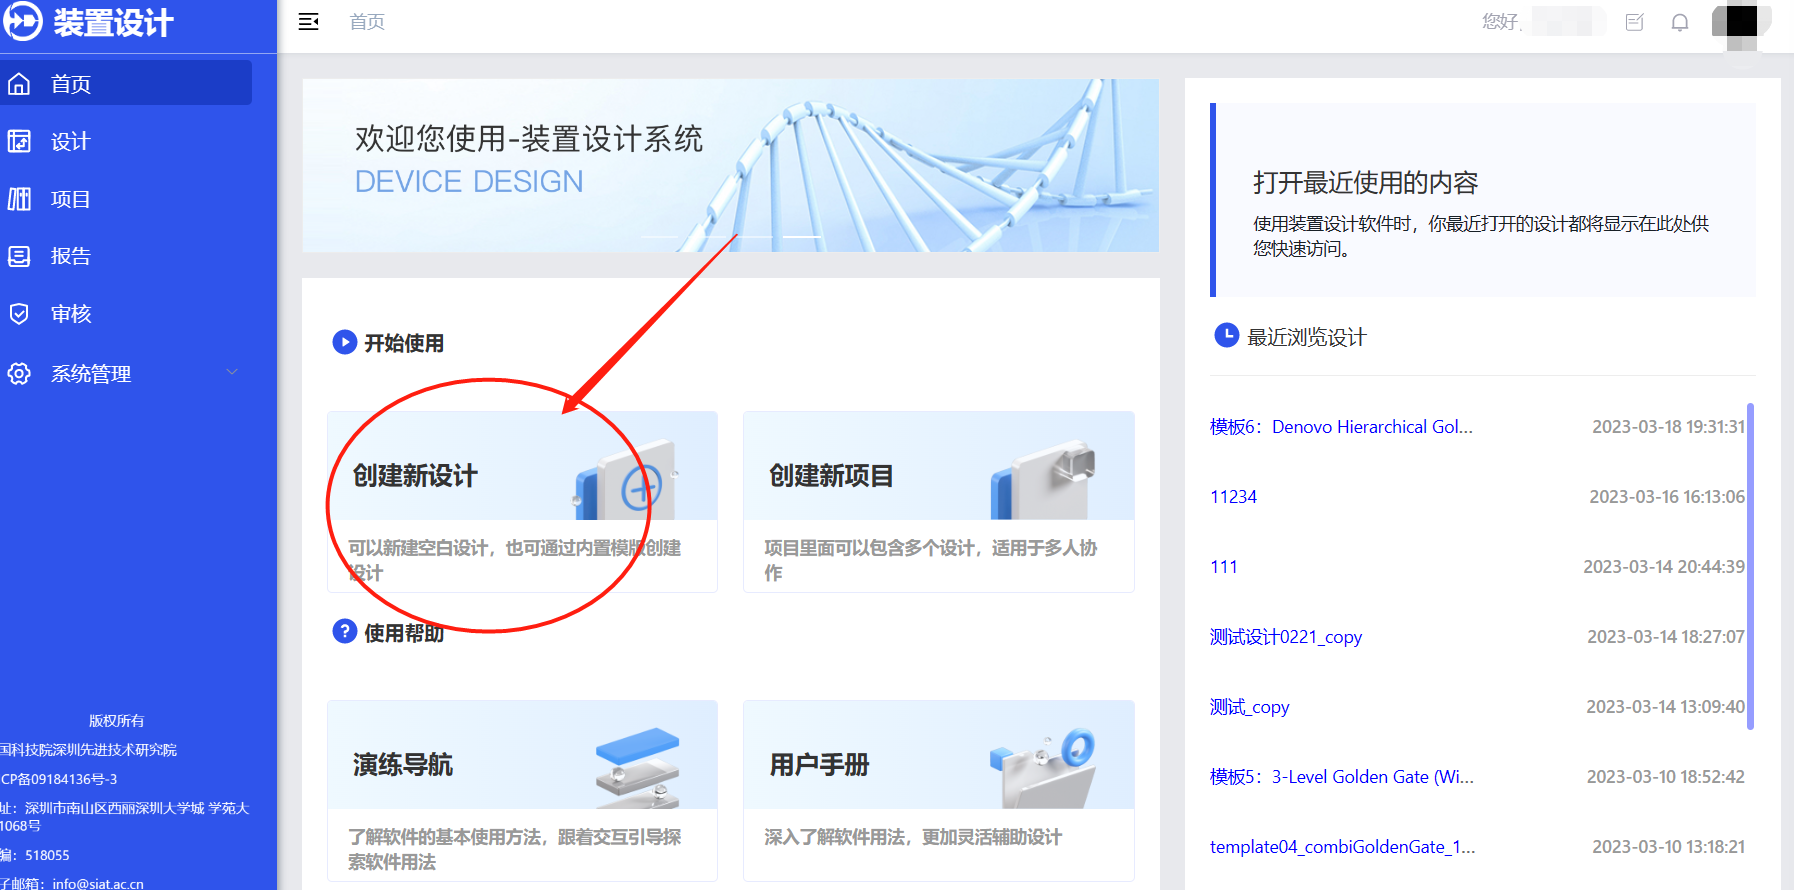 装置设计
首页
设计
项目
报告
审核
系统管理
版权所有
国科技院深圳先进技术研究院
CP备09184136号-3
址：深圳市南山区西丽深圳大学城 学苑大
1068号
编：518055
子邮箱：info@siat.ac.cn
首页
您好,
欢迎您使用-装置设计系统
DEVICE DESIGN
开始使用
创建新设计
可以新建空白设计，也可通过内置模版创建
设计
创建新项目
项目里面可以包含多个设计，适用于多人协
作
使用帮助
演练导航
了解软件的基本使用方法，跟着交互引导探
索软件用法
用户手册
深入了解软件用法，更加灵活辅助设计
打开最近使用的内容
使用装置设计软件时，你最近打开的设计都将显示在此处供
您快速访问。
最近浏览设计
模板6：Denovo Hierarchical Gol... 2023-03-18 19:31:31
11234 2023-03-16 16:13:06
111 2023-03-14 20:44:39
测试设计0221_copy 2023-03-14 18:27:07
测试_copy 2023-03-14 13:09:40
模板5：3-Level Golden Gate (Wi... 2023-03-10 18:52:42
template04_combiGoldenGate_1... 2023-03-10 13:18:21